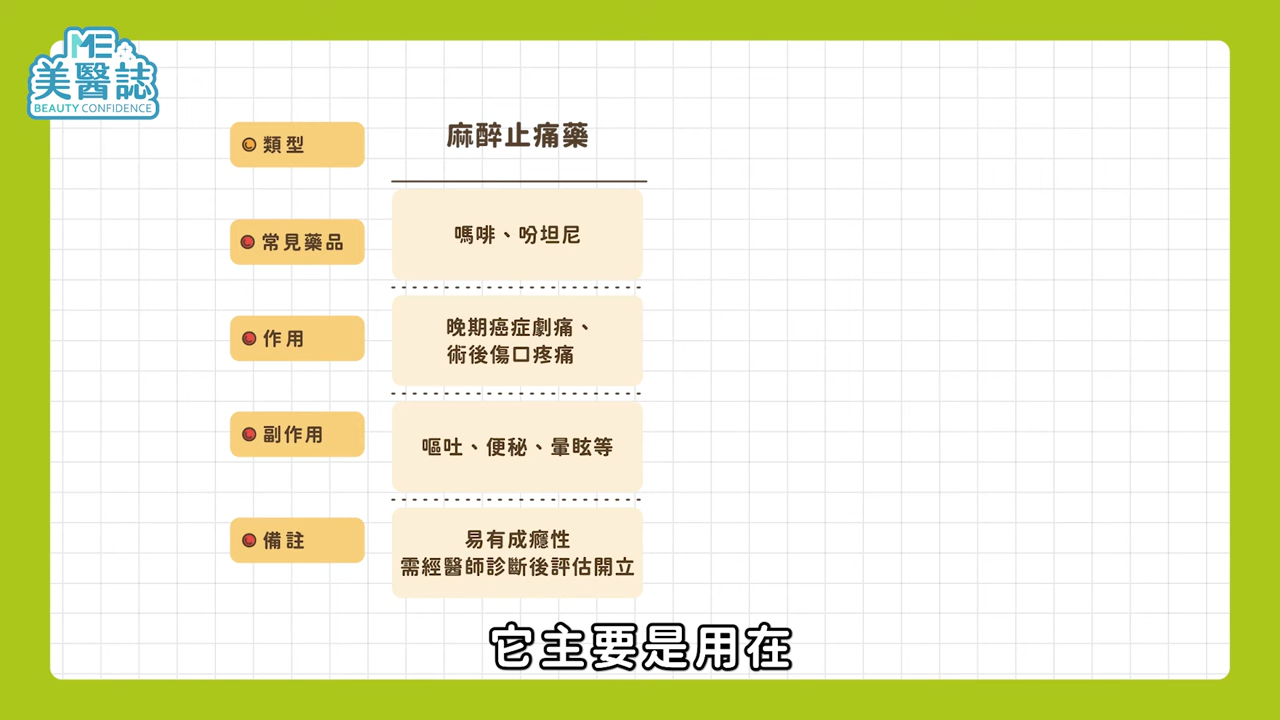 ME
美醫誌
BEAUTY CONFIDENCE
類型
麻醉止痛藥
常見藥品
嗎啡、吩坦尼
作用
晚期癌症劇痛、
術後傷口疼痛
副作用
嘔吐、便秘、暈眩等
備註
易有成癮性
需經醫師診斷後評估開立
它主要是用在